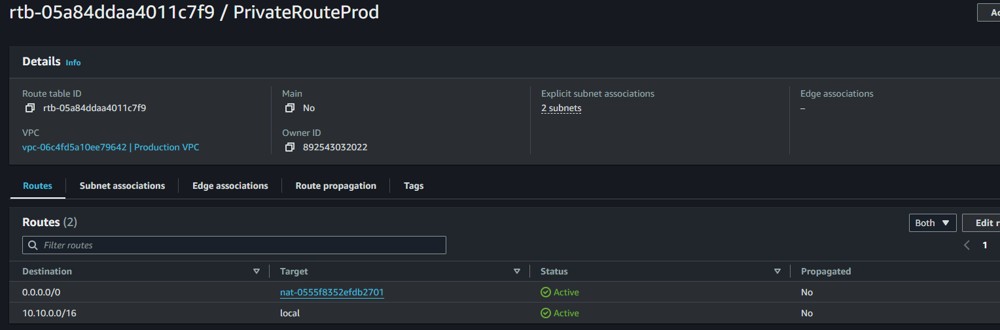 rtb-05a84ddaa4011c7f9 / PrivateRouteProd
Details Info
Route table ID Main Explicit subnet associations Edge associations
rtb-05a84ddaa4011c7f9 No 2 subnets –
VPC Owner ID
vpc-06c4fd5a10ee79642 | Production VPC 892543032022
Routes Subnet associations Edge associations Route propagation Tags
Routes (2) Both Edit
Filter routes 1
Destination Target Status Propagated
0.0.0.0/0 nat-0555f8352efdb2701 Active No
10.10.0.0/16 local Active No